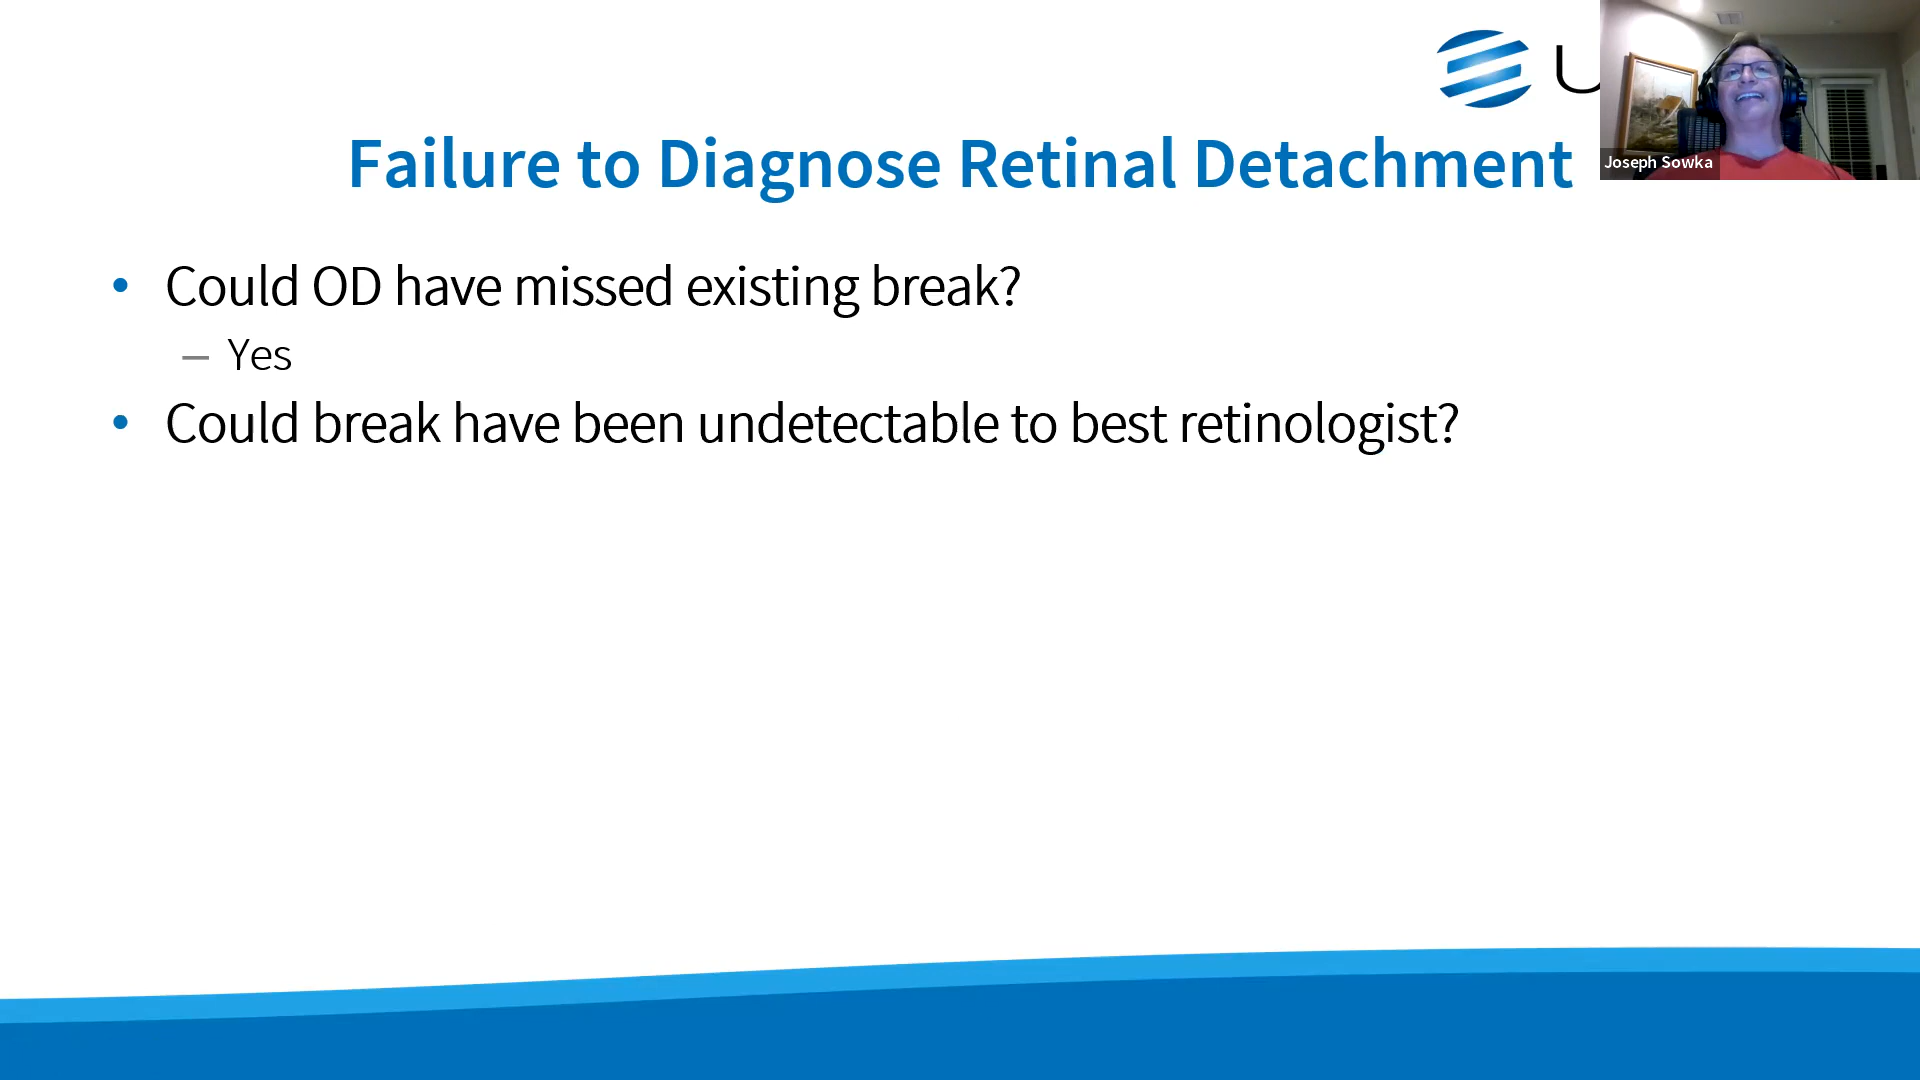 U
Joseph Sowka
Failure to Diagnose Retinal Detachment
• Could OD have missed existing break?
– Yes
• Could break have been undetectable to best retinologist?